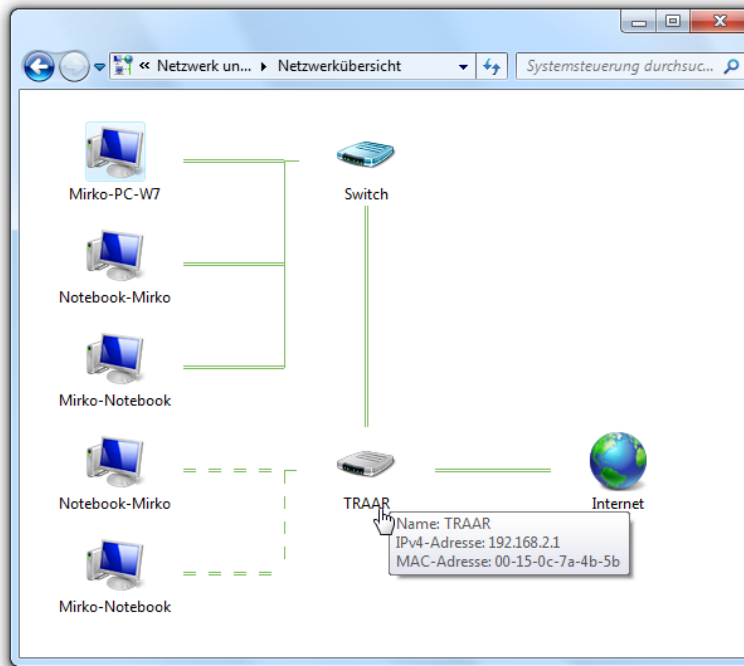 « Netzwerk un... Netzwerkübersicht
Systemsteuerung durchsuc...
Mirko-PC-W7
Switch
Notebook-Mirko
Mirko-Notebook
Notebook-Mirko
TRAAR
Internet
Name: TRAAR
IPv4-Adresse: 192.168.2.1
MAC-Adresse: 00-15-0c-7a-4b-5b
Mirko-Notebook